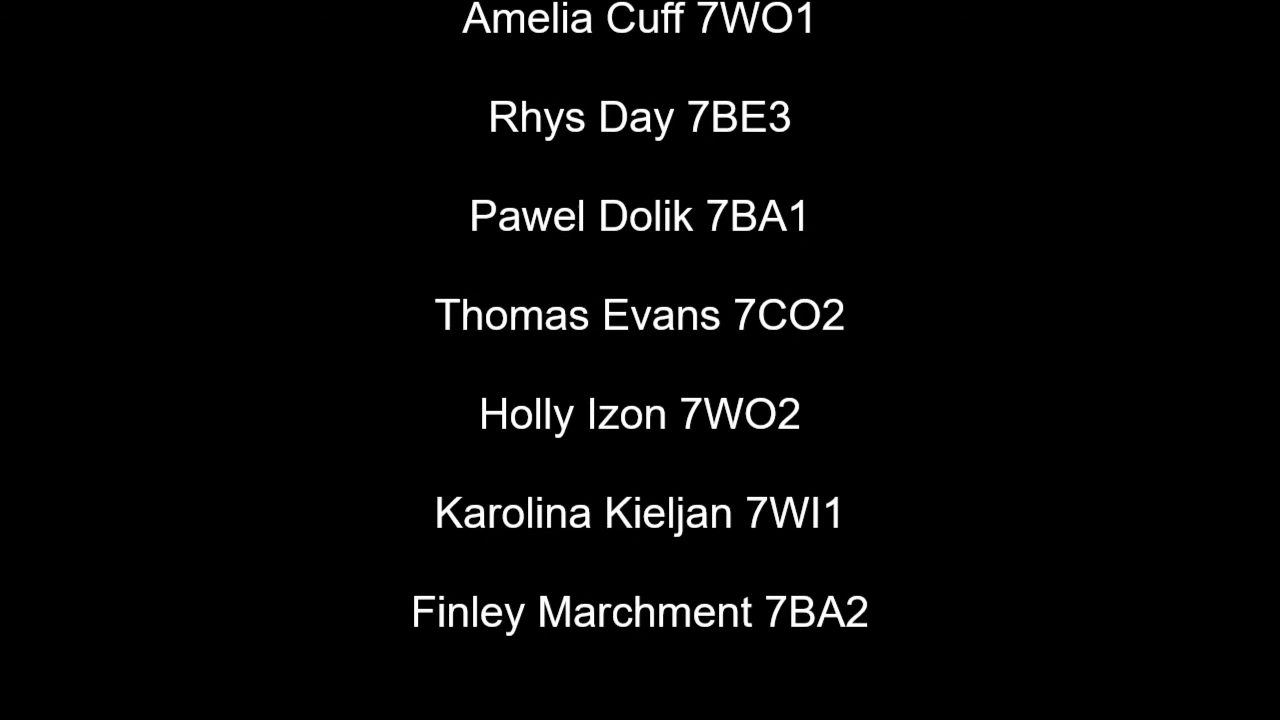 Amelia Cuff 7WO1
Rhys Day 7BE3
Pawel Dolik 7BA1
Thomas Evans 7CO2
Holly Izon 7WO2
Karolina Kieljan 7WI1
Finley Marchment 7BA2